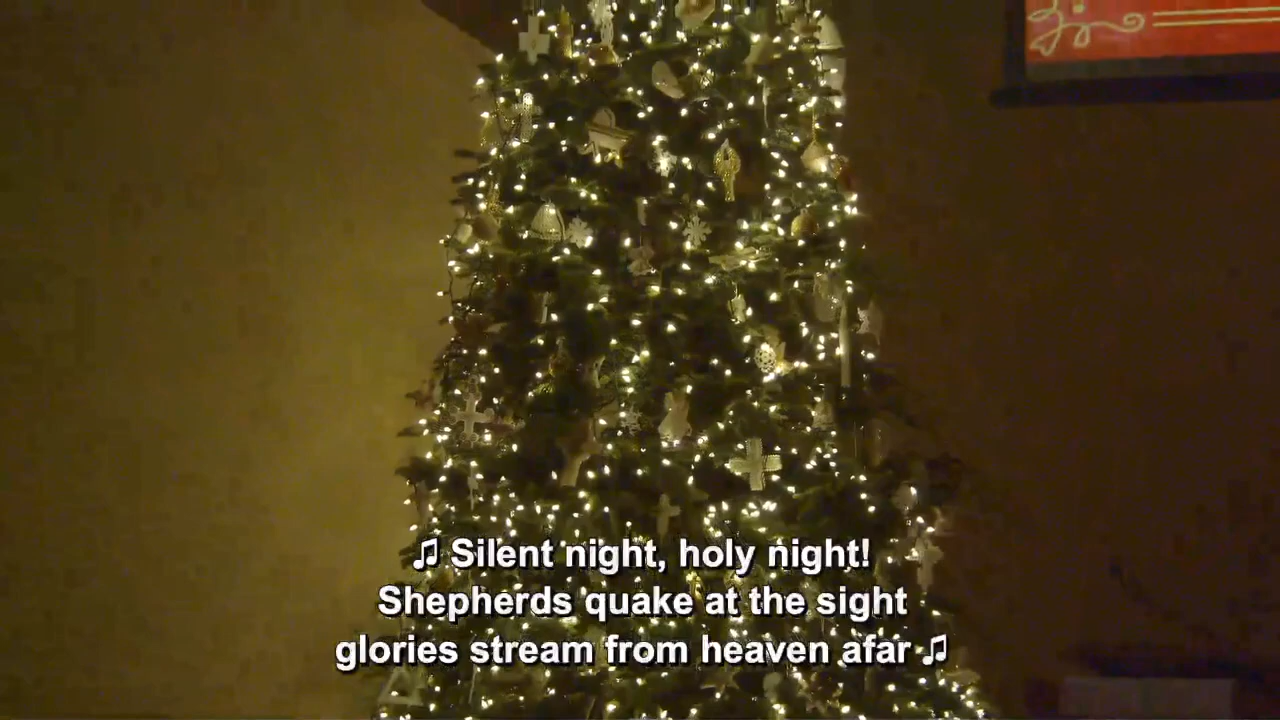 ♫ Silent night, holy night!
Shepherds quake at the sight
glories stream from heaven afar ♫